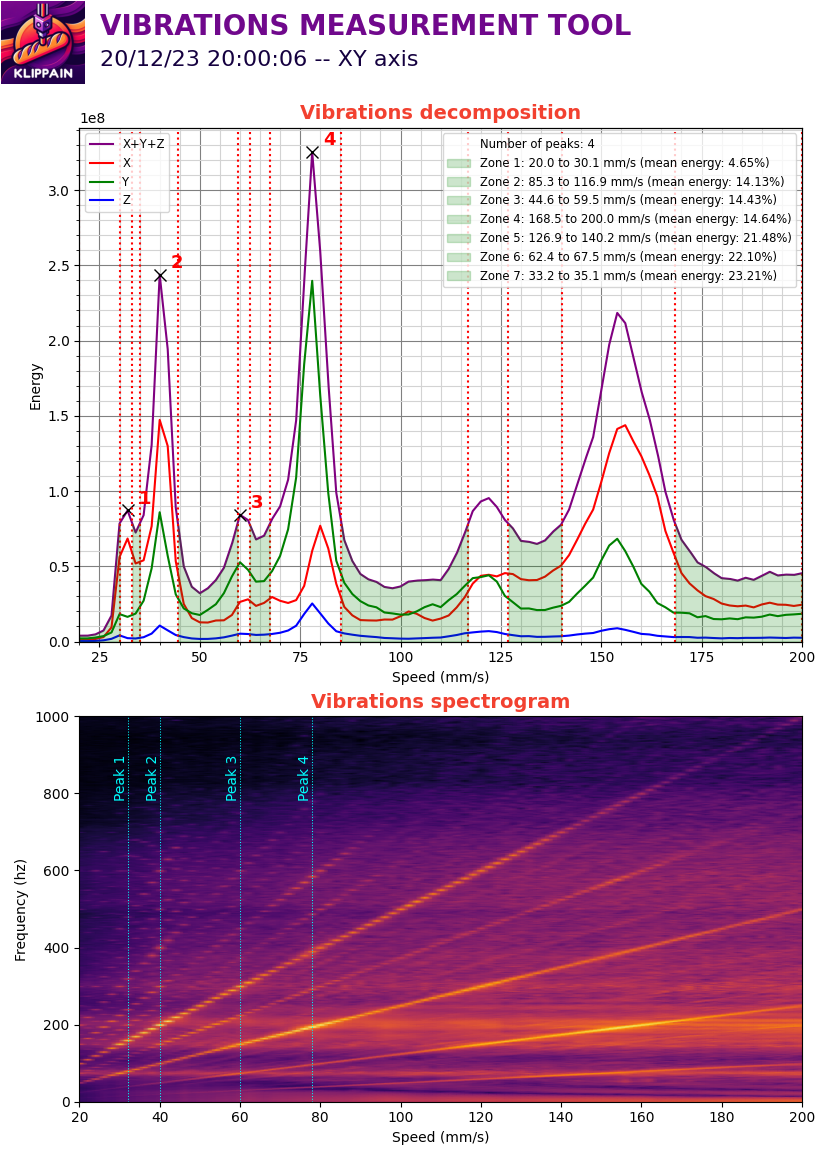 KLIPPAIN
VIBRATIONS MEASUREMENT TOOL
20/12/23 20:00:06 -- XY axis
Vibrations decomposition
1e8
X+Y+Z
X
Y
Z
Number of peaks: 4
Zone 1: 20.0 to 30.1 mm/s (mean energy: 4.65%)
Zone 2: 85.3 to 116.9 mm/s (mean energy: 14.13%)
Zone 3: 44.6 to 59.5 mm/s (mean energy: 14.43%)
Zone 4: 168.5 to 200.0 mm/s (mean energy: 14.64%)
Zone 5: 126.9 to 140.2 mm/s (mean energy: 21.48%)
Zone 6: 62.4 to 67.5 mm/s (mean energy: 22.10%)
Zone 7: 33.2 to 35.1 mm/s (mean energy: 23.21%)
1
2
3
4
Energy
3.0
2.5
2.0
1.5
1.0
0.5
0.0
25 50 75 100 125 150 175 200
Speed (mm/s)
Vibrations spectrogram
Peak 1
Peak 2
Peak 3
Peak 4
Frequency (hz)
1000
800
600
400
200
0
20 40 60 80 100 120 140 160 180 200
Speed (mm/s)